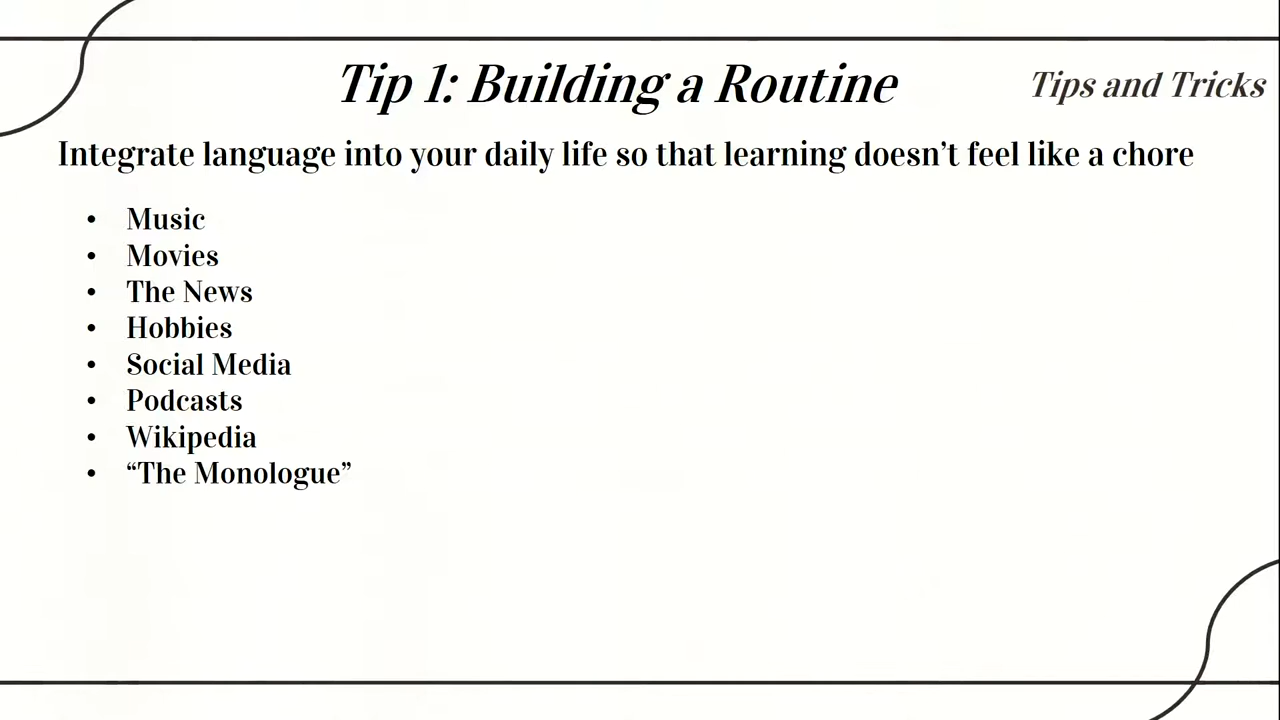 Tip 1: Building a Routine
Tips and Tricks
Integrate language into your daily life so that learning doesn’t feel like a chore
• Music
• Movies
• The News
• Hobbies
• Social Media
• Podcasts
• Wikipedia
• “The Monologue”